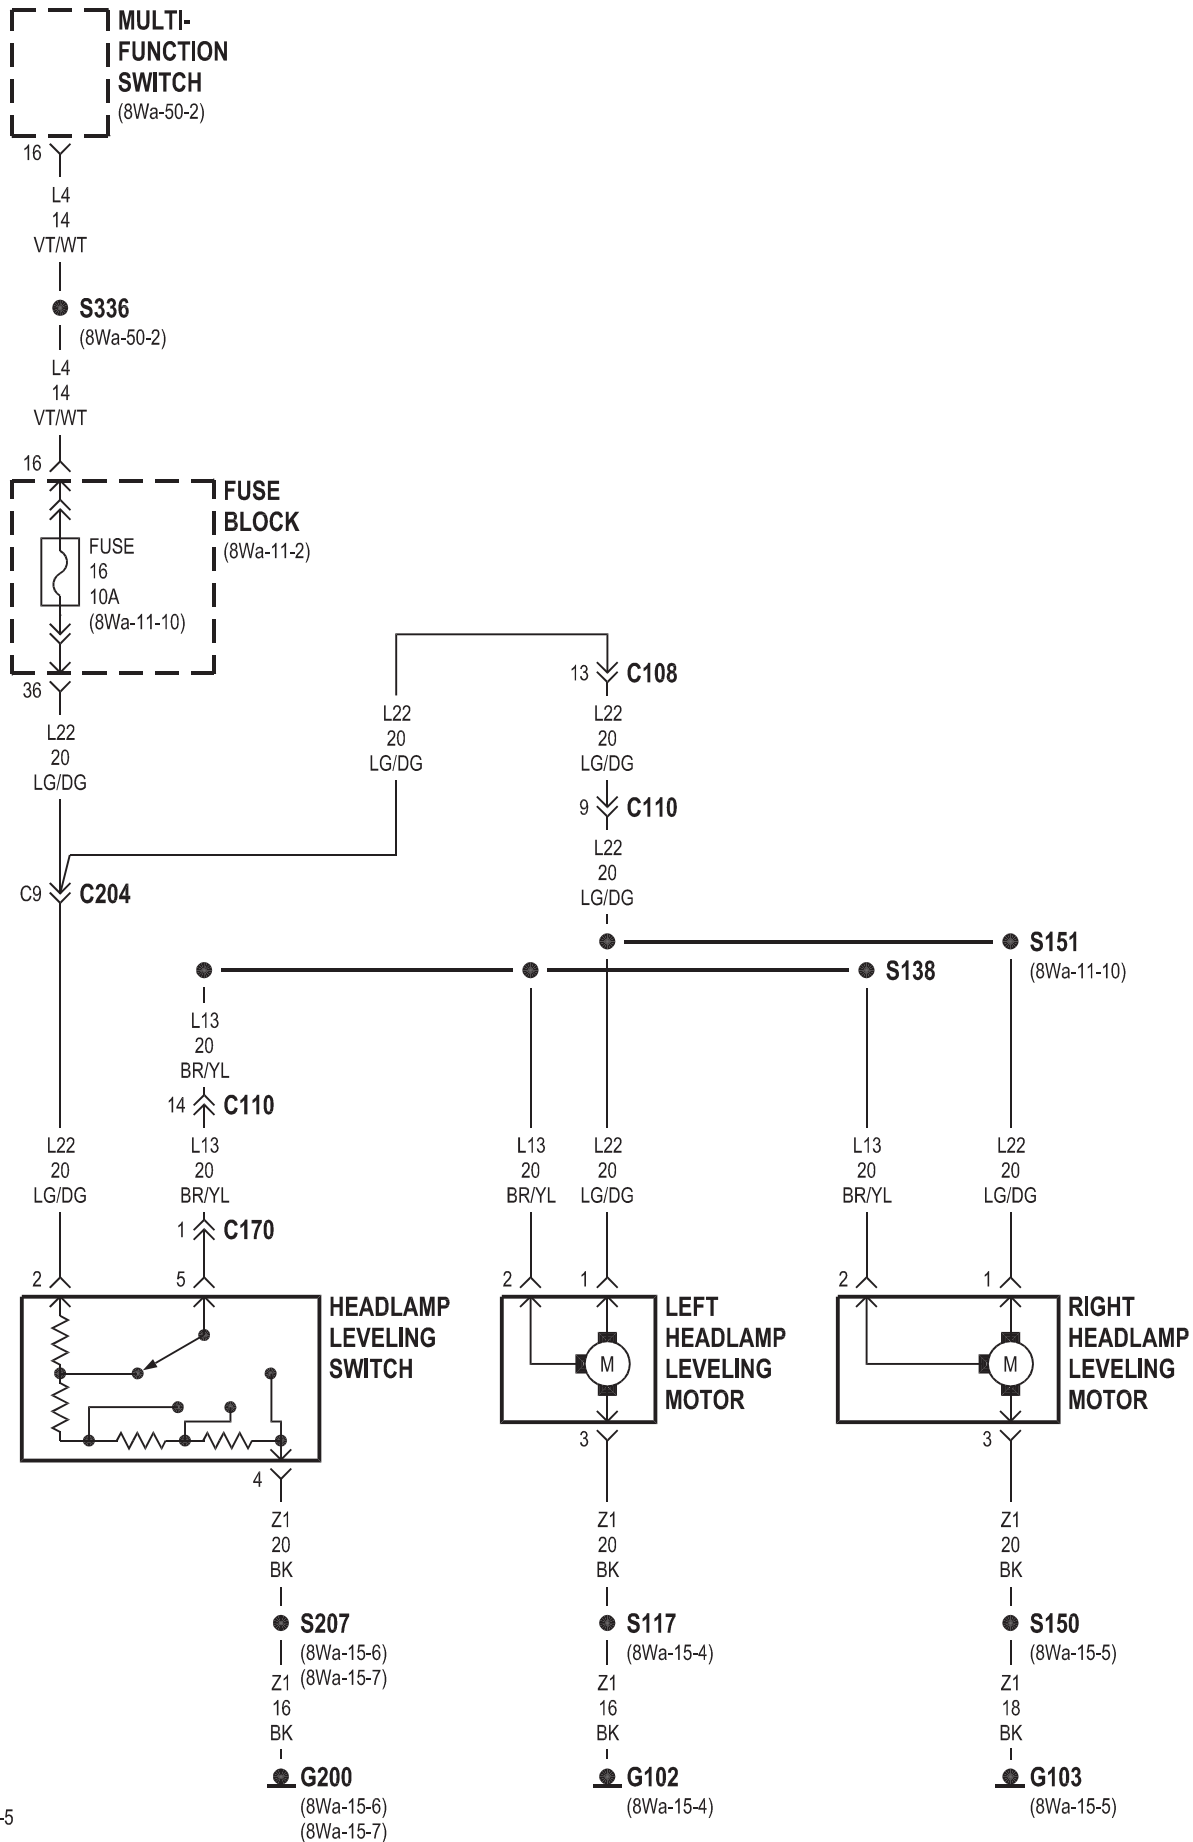 MULTI-
FUNCTION
SWITCH
(8Wa-50-2)
16
L4
14
VT/WT
S336
(8Wa-50-2)
L4
14
VT/WT
16
FUSE
BLOCK
(8Wa-11-2)
FUSE
16
10A
(8Wa-11-10)
36
L22
20
LG/DG
L22
20
LG/DG
13
C108
L22
20
LG/DG
9
C110
L22
20
LG/DG
C9
C204
S151
(8Wa-11-10)
S138
L13
20
BR/YL
14
C110
L22
20
LG/DG
L13
20
BR/YL
L13
20
BR/YL
L22
20
LG/DG
L13
20
BR/YL
L22
20
LG/DG
1
C170
2
5
HEADLAMP
LEVELING
SWITCH
2
1
M
LEFT
HEADLAMP
LEVELING
MOTOR
2
1
M
RIGHT
HEADLAMP
LEVELING
MOTOR
4
3
3
Z1
20
BK
Z1
20
BK
Z1
20
BK
S207
(8Wa-15-6)
(8Wa-15-7)
S117
(8Wa-15-4)
S150
(8Wa-15-5)
Z1
16
BK
Z1
16
BK
Z1
18
BK
G200
(8Wa-15-6)
(8Wa-15-7)
G102
(8Wa-15-4)
G103
(8Wa-15-5)
-5